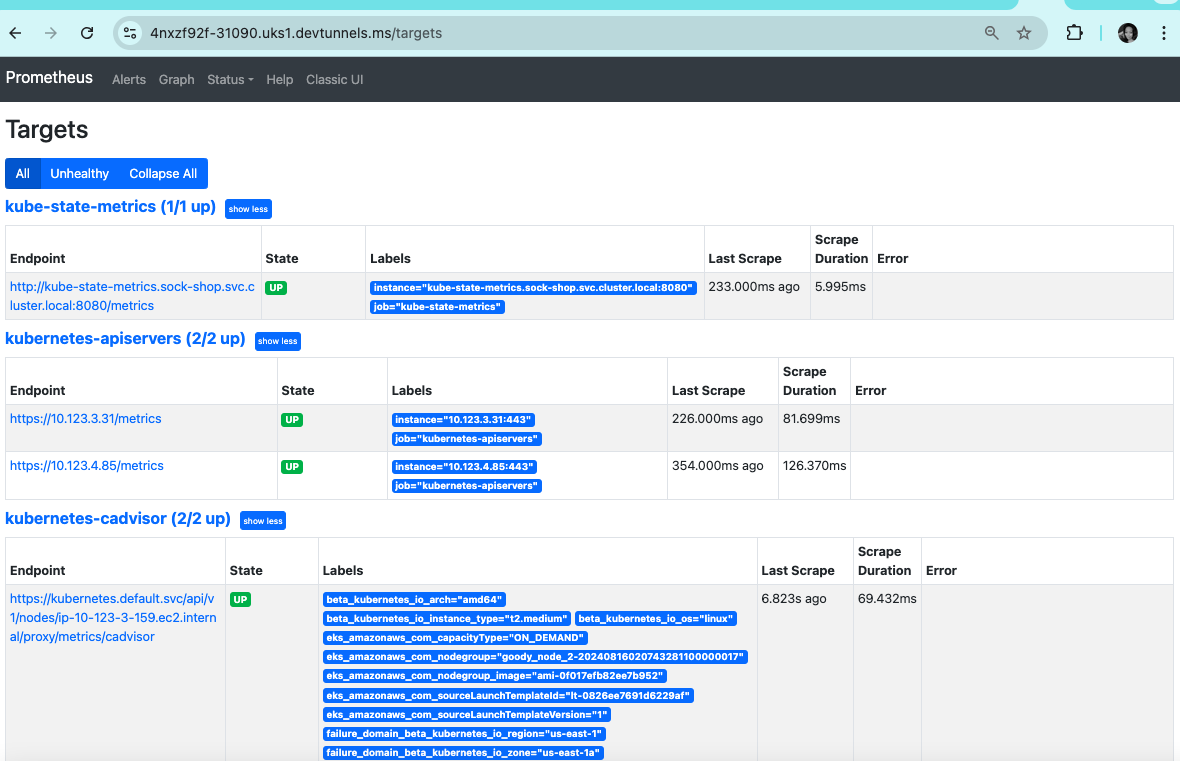 4nxzf92f-31090.uks1.devtunnels.ms/targets
Prometheus Alerts Graph Status Help Classic UI
Targets
All Unhealthy Collapse All
kube-state-metrics (1/1 up) show less
Endpoint State Labels Last Scrape Scrape Duration Error
http://kube-state-metrics.sock-shop.svc.c
luster.local:8080/metrics
UP
instance="kube-state-metrics.sock-shop.svc.cluster.local:8080"
job="kube-state-metrics"
233.000ms ago
5.995ms
kubernetes-apiservers (2/2 up) show less
Endpoint State Labels Last Scrape Scrape Duration Error
https://10.123.3.31/metrics
UP
instance="10.123.3.31:443"
job="kubernetes-apiservers"
226.000ms ago
81.699ms
https://10.123.4.85/metrics
UP
instance="10.123.4.85:443"
job="kubernetes-apiservers"
354.000ms ago
126.370ms
kubernetes-cadvisor (2/2 up) show less
Endpoint State Labels Last Scrape Scrape Duration Error
https://kubernetes.default.svc/api/v
1/nodes/ip-10-123-3-159.ec2.intern
al/proxy/metrics/cadvisor
UP
beta_kubernetes_io_arch="amd64"
beta_kubernetes_io_instance_type="t2.medium" beta_kubernetes_io_os="linux"
eks_amazonaws_com_capacityType="ON_DEMAND"
eks_amazonaws_com_nodegroup="goody_node_2-20240816020743281100000017"
eks_amazonaws_com_nodegroup_image="ami-0f017efb82ee7b952"
eks_amazonaws_com_sourceLaunchTemplateId="lt-0826ee7691d6229af"
eks_amazonaws_com_sourceLaunchTemplateVersion="1"
failure_domain_beta_kubernetes_io_region="us-east-1"
failure_domain_beta_kubernetes_io_zone="us-east-1a"
6.823s ago
69.432ms